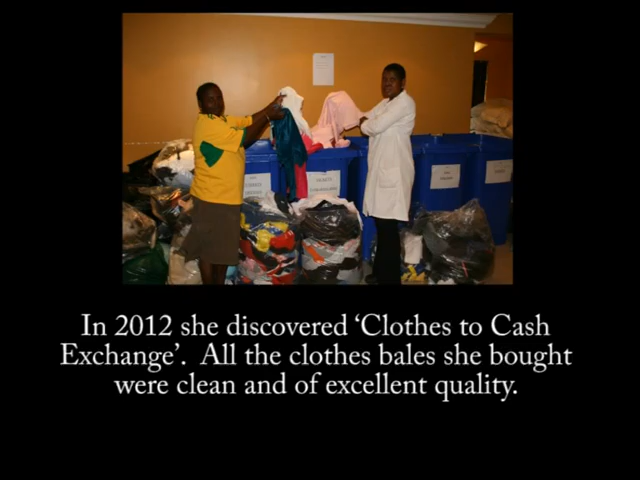 In 2012 she discovered ‘Clothes to Cash
Exchange’.  All the clothes bales she bought
were clean and of excellent quality.